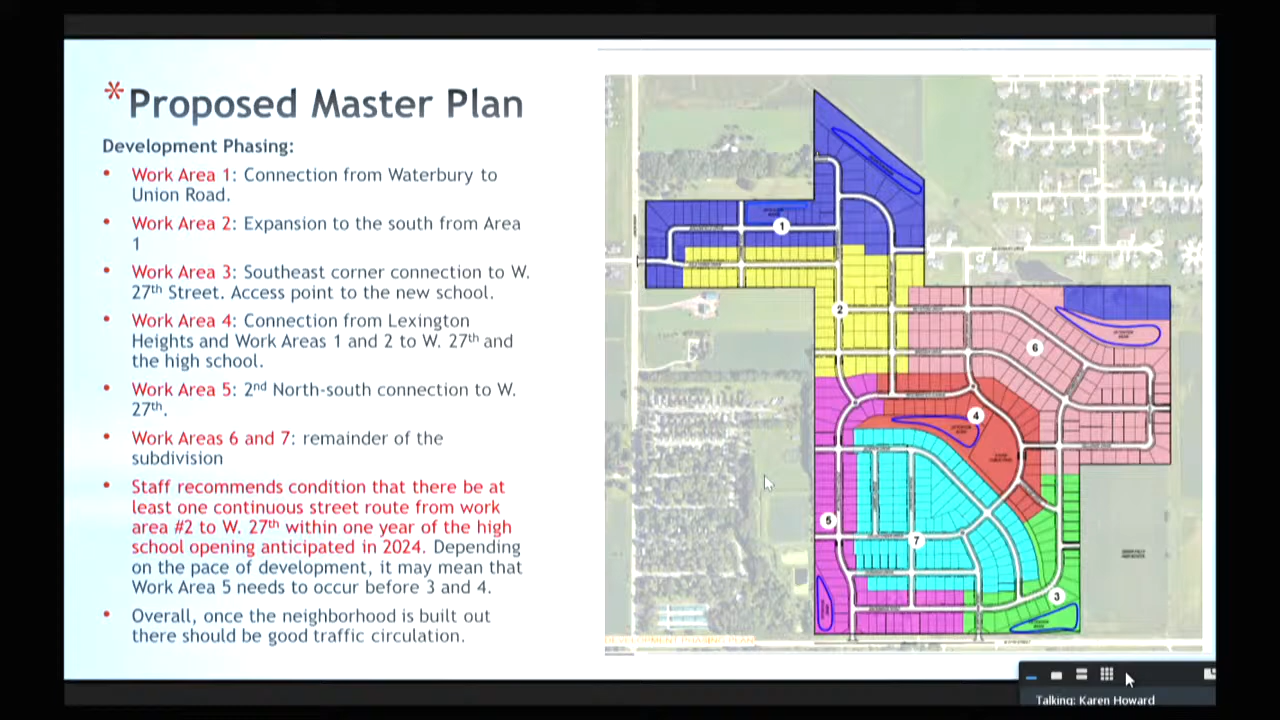 *Proposed Master Plan
Development Phasing:
• Work Area 1: Connection from Waterbury to
Union Road.
• Work Area 2: Expansion to the south from Area
1
• Work Area 3: Southeast corner connection to W.
27th Street. Access point to the new school.
• Work Area 4: Connection from Lexington
Heights and Work Areas 1 and 2 to W. 27th and
the high school.
• Work Area 5: 2nd North-south connection to W.
27th.
• Work Areas 6 and 7: remainder of the
subdivision
• Staff recommends condition that there be at
least one continuous street route from work
area #2 to W. 27th within one year of the high
school opening anticipated in 2024. Depending
on the pace of development, it may mean that
Work Area 5 needs to occur before 3 and 4.
• Overall, once the neighborhood is built out
there should be good traffic circulation.
1
2
6
4
5
7
3
DEVELOPMENT PHASING PLAN
Talking: Karen Howard